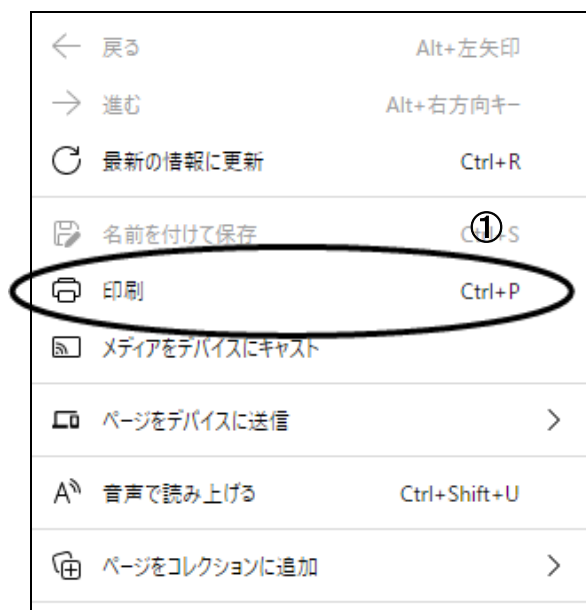 戻る Alt+左矢印
進む Alt+右方向キー
最新の情報に更新 Ctrl+R
①
名前を付けて保存 Ctrl+S
印刷 Ctrl+P
メディアをデバイスにキャスト
ページをデバイスに送信
音声で読み上げる Ctrl+Shift+U
ページをコレクションに追加